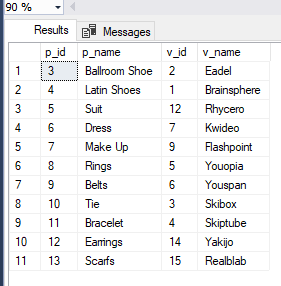 90 %
Results Messages
p_id p_name v_id v_name
1 3 Ballroom Shoe 2 Eadel
2 4 Latin Shoes 1 Brainsphere
3 5 Suit 12 Rhycero
4 6 Dress 7 Kwideo
5 7 Make Up 9 Flashpoint
6 8 Rings 5 Youopia
7 9 Belts 6 Youspan
8 10 Tie 3 Skibox
9 11 Bracelet 4 Skiptube
10 12 Earrings 14 Yakijo
11 13 Scarfs 15 Realblab